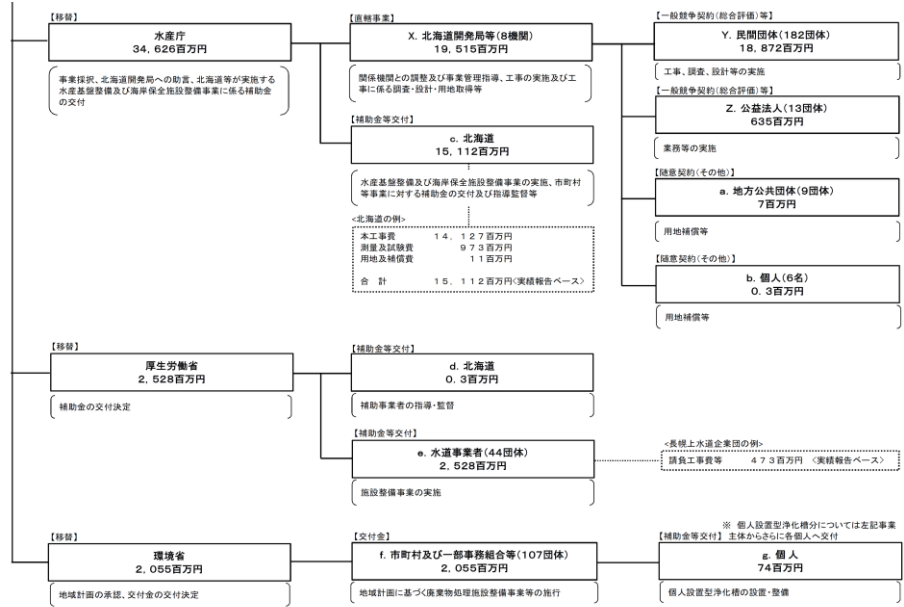 【移替】
水産庁
34,626百万円
事業採択、北海道開発局への助言、北海道等が実施する
水産基盤整備及び海岸保全施設整備事業に係る補助金
の交付
【直轄事業】
X. 北海道開発局等(8機関)
19,515百万円
関係機関との調整及び事業管理指導、工事の実施及び工
事に係る調査・設計・用地取得等
【補助金等交付】
c. 北海道
15,112百万円
水産基盤整備及び海岸保全施設整備事業の実施、市町村
等事業に対する補助金の交付及び指導監督等
<北海道の例>
本工事費 14,127百万円
測量及試験費 973百万円
用地及補償費 11百万円
合 計 15,112百万円<実績報告ベース>
【一般競争契約(総合評価)等】
Y. 民間団体(182団体)
18,872百万円
工事、調査、設計等の実施
【一般競争契約(総合評価)等】
Z. 公益法人(13団体)
635百万円
業務等の実施
【随意契約(その他)】
a. 地方公共団体(9団体)
7百万円
用地補償等
【随意契約(その他)】
b. 個人(6名)
0.3百万円
用地補償等
【移替】
厚生労働省
2,528百万円
補助金の交付決定
【補助金等交付】
d. 北海道
0.3百万円
補助事業者の指導・監督
【補助金等交付】
e. 水道事業者(44団体)
2,528百万円
施設整備事業の実施
<長幌上水道企業団の例>
請負工事費等 473百万円 <実績報告ベース>
【移替】
環境省
2,055百万円
地域計画の承認、交付金の交付決定
【交付金】
f. 市町村及び一部事務組合等(107団体)
2,055百万円
地域計画に基づく廃棄物処理施設整備事業等の施行
※ 個人設置型浄化槽分については左記事業
【補助金等交付】 主体からさらに各個人へ交付
g. 個人
74百万円
個人設置型浄化槽の設置・整備